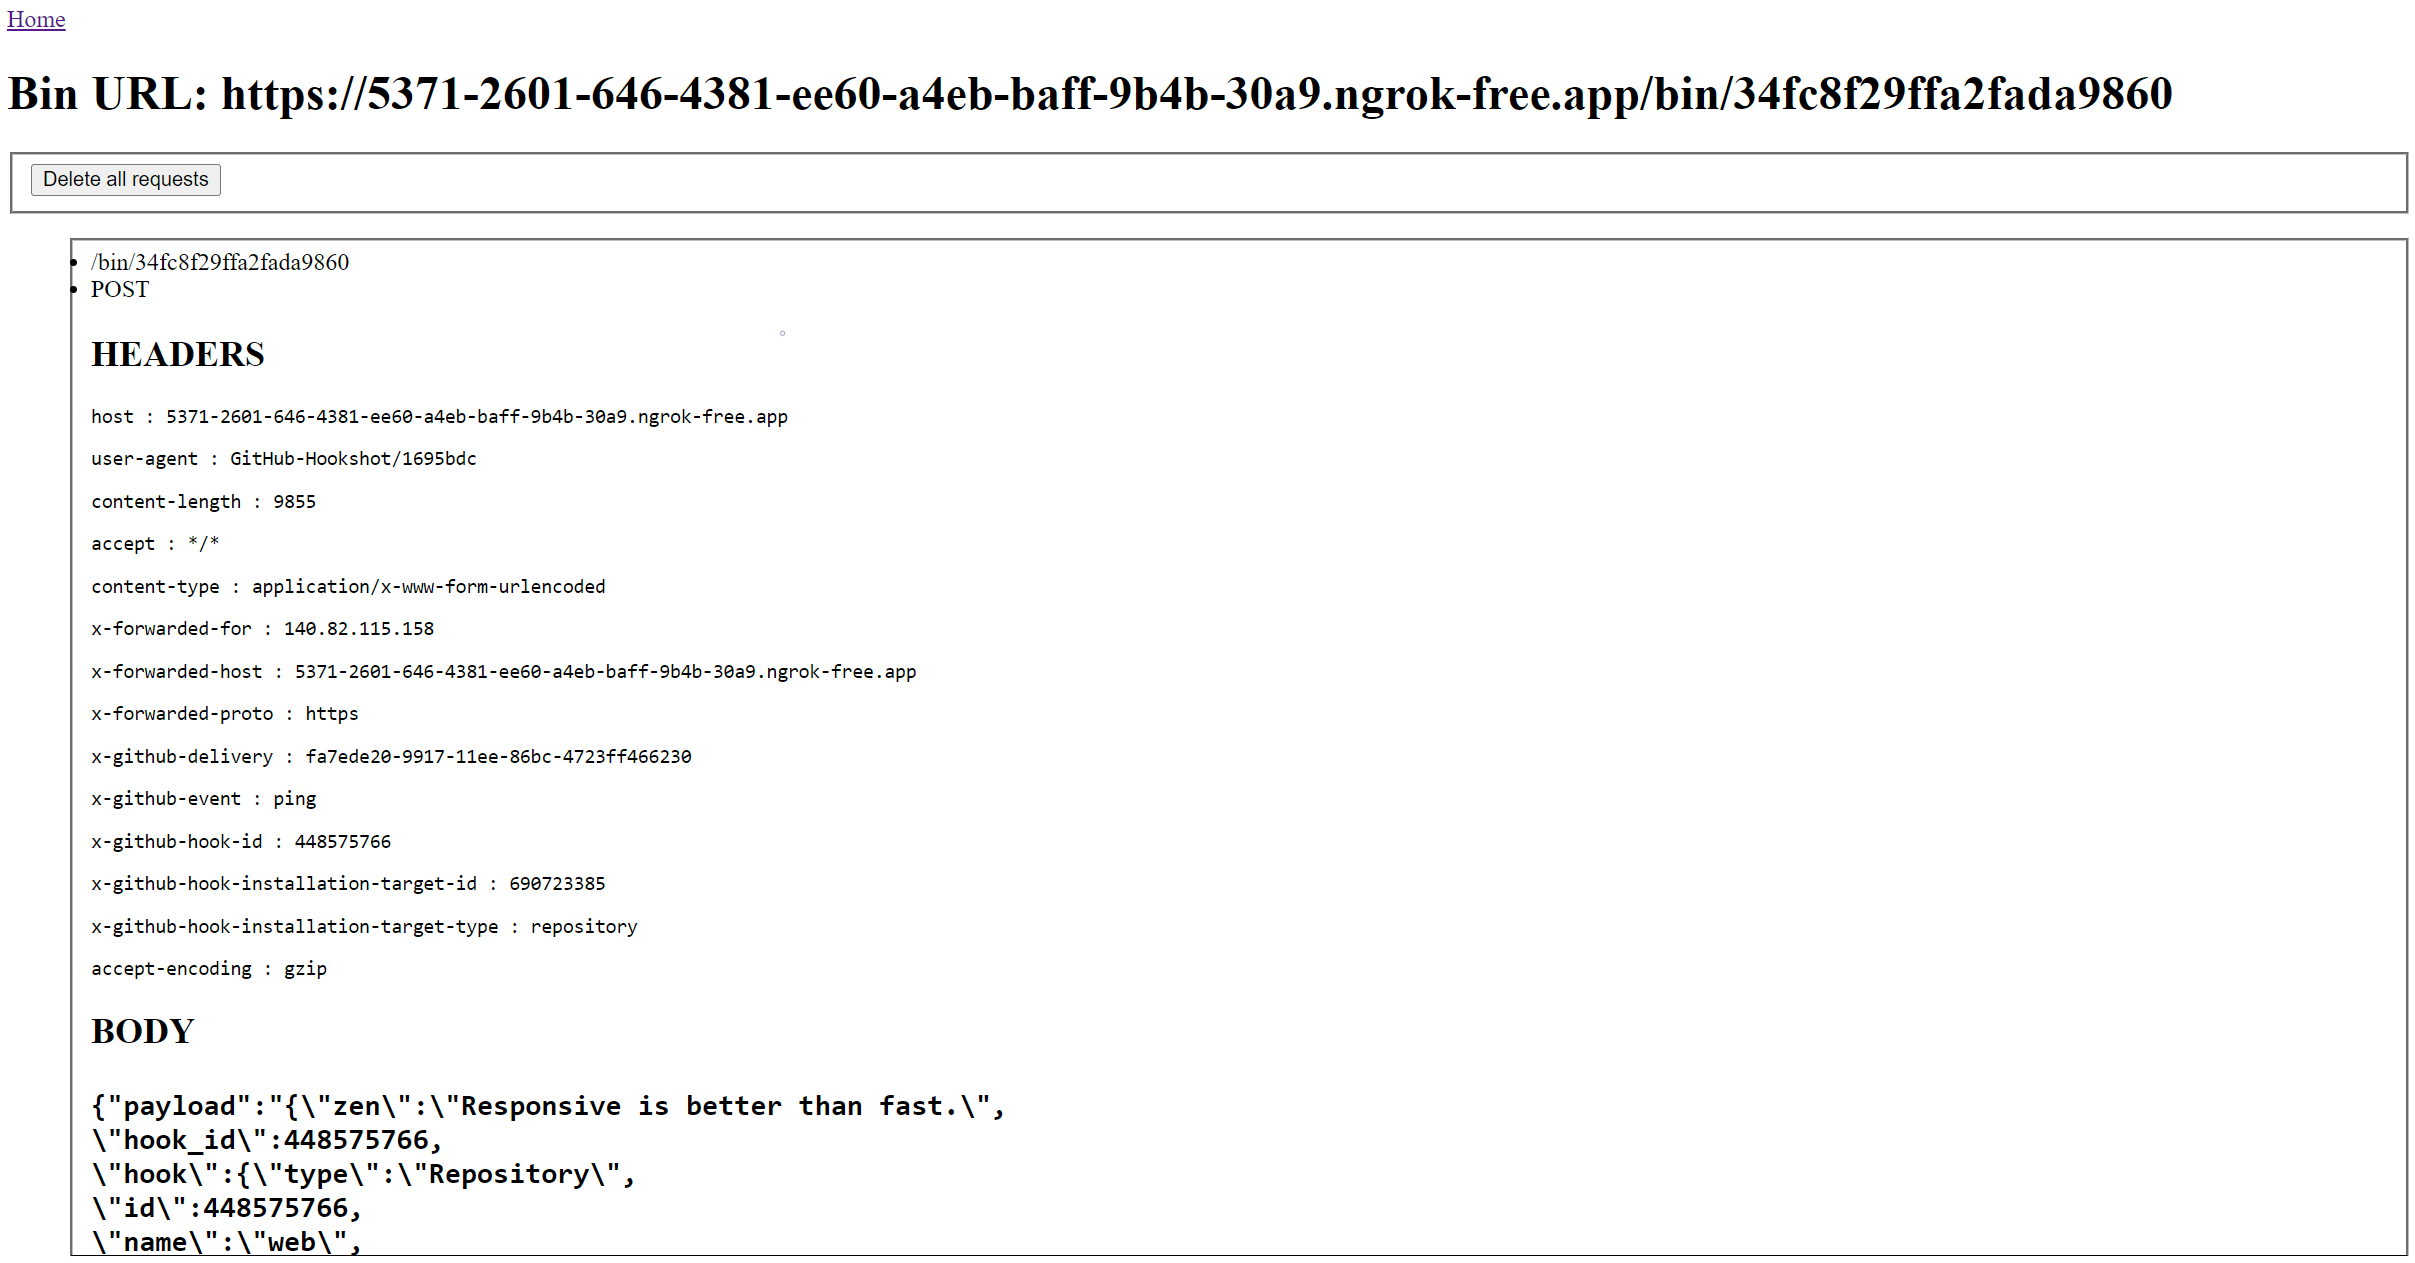 Home
Bin URL: https://5371-2601-646-4381-ee60-a4eb-baff-9b4b-30a9.ngrok-free.app/bin/34fc8f29ffa2fada9860
Delete all requests
/bin/34fc8f29ffa2fada9860
POST
HEADERS
host : 5371-2601-646-4381-ee60-a4eb-baff-9b4b-30a9.ngrok-free.app
user-agent : GitHub-Hookshot/1695bdc
content-length : 9855
accept : */*
content-type : application/x-www-form-urlencoded
x-forwarded-for : 140.82.115.158
x-forwarded-host : 5371-2601-646-4381-ee60-a4eb-baff-9b4b-30a9.ngrok-free.app
x-forwarded-proto : https
x-github-delivery : fa7ede20-9917-11ee-86bc-4723ff466230
x-github-event : ping
x-github-hook-id : 448575766
x-github-hook-installation-target-id : 690723385
x-github-hook-installation-target-type : repository
accept-encoding : gzip
BODY
{"payload":"{\"zen\":\"Responsive is better than fast.\",
\"hook_id\":448575766,
\"hook\":{\"type\":\"Repository\",
\"id\":448575766,
\"name\":\"web\",